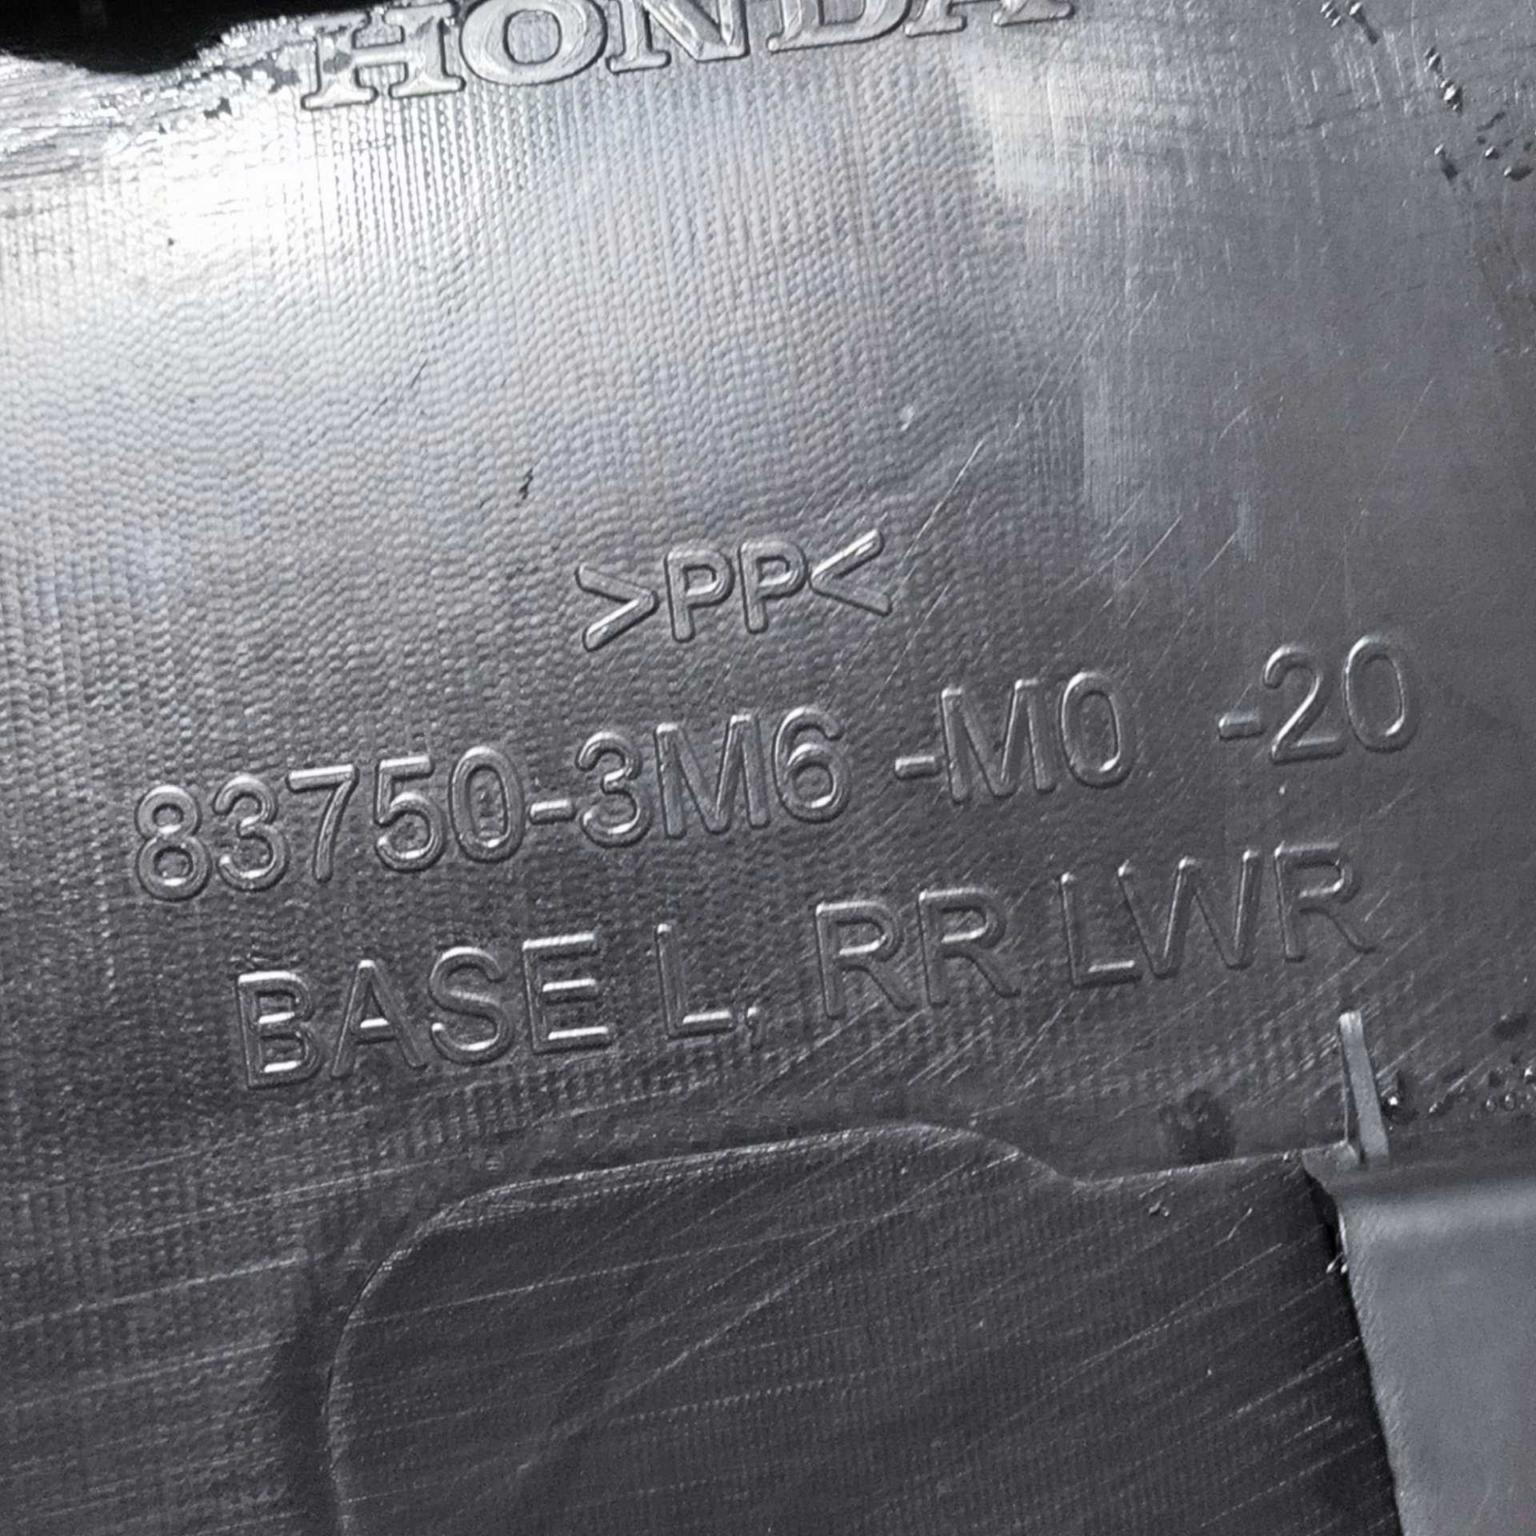 HONDA
>PP<
83750-3M6 -M0 -20
BASE L, RR LWR